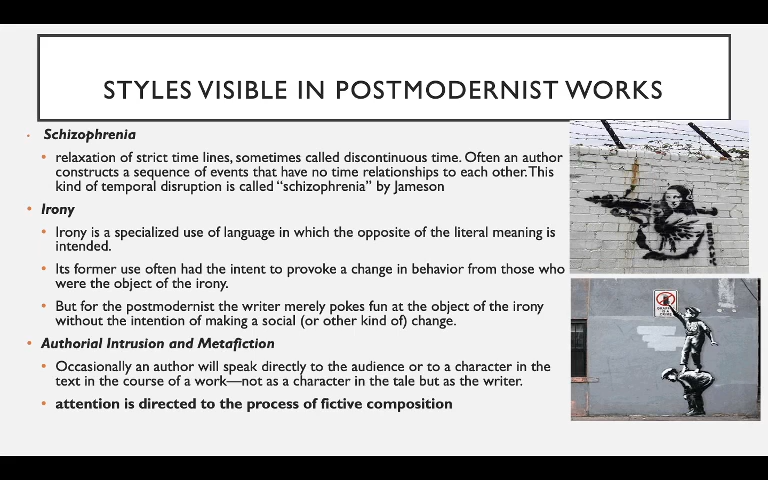 STYLES VISIBLE IN POSTMODERNIST WORKS
• Schizophrenia
• relaxation of strict time lines, sometimes called discontinuous time. Often an author
constructs a sequence of events that have no time relationships to each other. This
kind of temporal disruption is called “schizophrenia” by Jameson
• Irony
• Irony is a specialized use of language in which the opposite of the literal meaning is
intended.
• Its former use often had the intent to provoke a change in behavior from those who
were the object of the irony.
• But for the postmodernist the writer merely pokes fun at the object of the irony
without the intention of making a social (or other kind of) change.
• Authorial Intrusion and Metafiction
• Occasionally an author will speak directly to the audience or to a character in the
text in the course of a work—not as a character in the tale but as the writer.
• attention is directed to the process of fictive composition